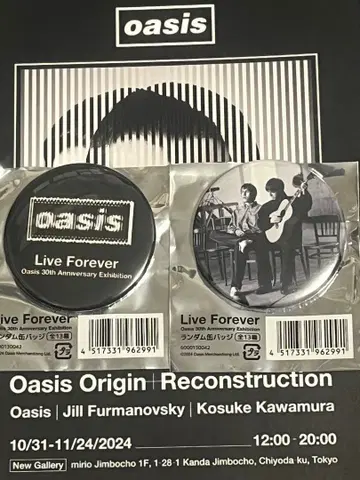 oasis
oasis
Live Forever
Oasis 30th Anniversary Exhibition
Live Forever
Oasis 30th Anniversary Exhibition
ランダム缶バッジ 全13種
4 517331 962991
Live Forever
Oasis 30th Anniversary Exhibition
ランダム缶バッジ 全13種
4 517331 962991
Oasis Origin | Reconstruction
Oasis | Jill Furmanovsky | Kosuke Kawamura
10/31-11/24/2024 12:00-20:00
New Gallery mirio Jimbocho 1F, 1-28-1 Kanda Jimbocho, Chiyoda ku, Tokyo